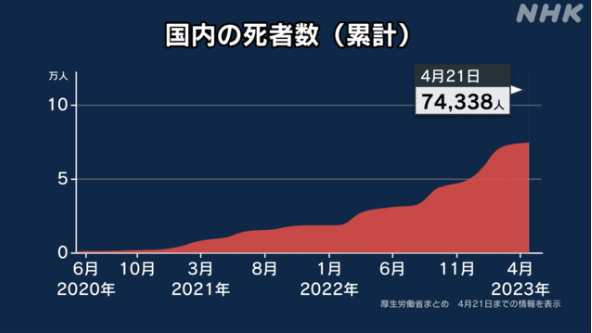 NHK
国内の死者数（累計）
万人
4月21日
74,338人
10
5
0
6月 10月 3月 8月 1月 6月 11月 4月
2020年 2021年 2022年 2023年
厚生労働省まとめ 4月21日までの情報を表示